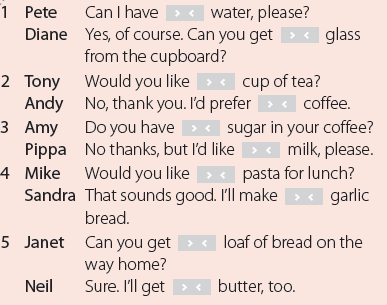 1 Pete Can I have > < water, please?
Diane Yes, of course. Can you get > < glass
from the cupboard?
2 Tony Would you like > < cup of tea?
Andy No, thank you. I'd prefer > < coffee.
3 Amy Do you have > < sugar in your coffee?
Pippa No thanks, but I'd like > < milk, please.
4 Mike Would you like > < pasta for lunch?
Sandra That sounds good. I'll make > < garlic
bread.
5 Janet Can you get > < loaf of bread on the
way home?
Neil Sure. I'll get > < butter, too.